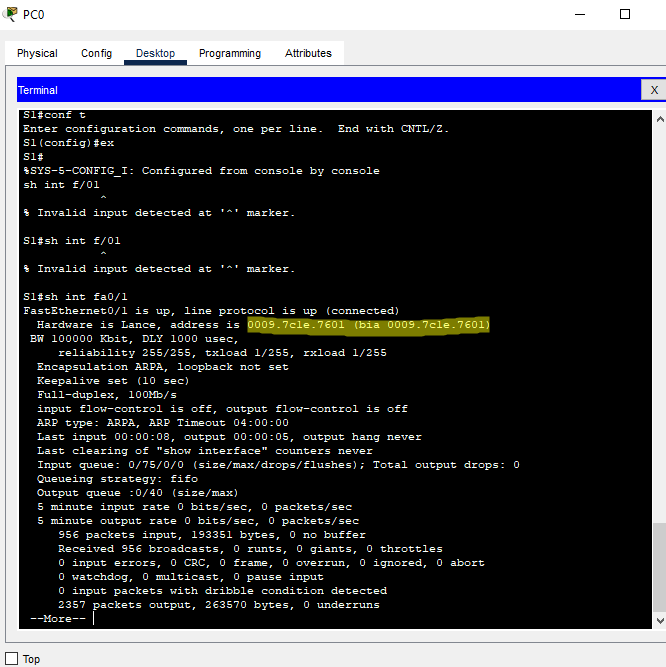 PC0
Physical Config Desktop Programming Attributes
Terminal
X
S1#conf t
Enter configuration commands, one per line.  End with CNTL/Z.
S1(config)#ex
S1#
%SYS-5-CONFIG_I: Configured from console by console
sh int f/01
^
% Invalid input detected at '^' marker.
S1#sh int f/01
^
% Invalid input detected at '^' marker.
S1#sh int fa0/1
FastEthernet0/1 is up, line protocol is up (connected)
Hardware is Lance, address is 0009.7c1e.7601 (bia 0009.7c1e.7601)
BW 100000 Kbit, DLY 1000 usec,
reliability 255/255, txload 1/255, rxload 1/255
Encapsulation ARPA, loopback not set
Keepalive set (10 sec)
Full-duplex, 100Mb/s
input flow-control is off, output flow-control is off
ARP type: ARPA, ARP Timeout 04:00:00
Last input 00:00:08, output 00:00:05, output hang never
Last clearing of "show interface" counters never
Input queue: 0/75/0/0 (size/max/drops/flushes); Total output drops: 0
Queueing strategy: fifo
Output queue :0/40 (size/max)
5 minute input rate 0 bits/sec, 0 packets/sec
5 minute output rate 0 bits/sec, 0 packets/sec
956 packets input, 193351 bytes, 0 no buffer
Received 956 broadcasts, 0 runts, 0 giants, 0 throttles
0 input errors, 0 CRC, 0 frame, 0 overrun, 0 ignored, 0 abort
0 watchdog, 0 multicast, 0 pause input
0 input packets with dribble condition detected
2357 packets output, 263570 bytes, 0 underruns
--More--
Top